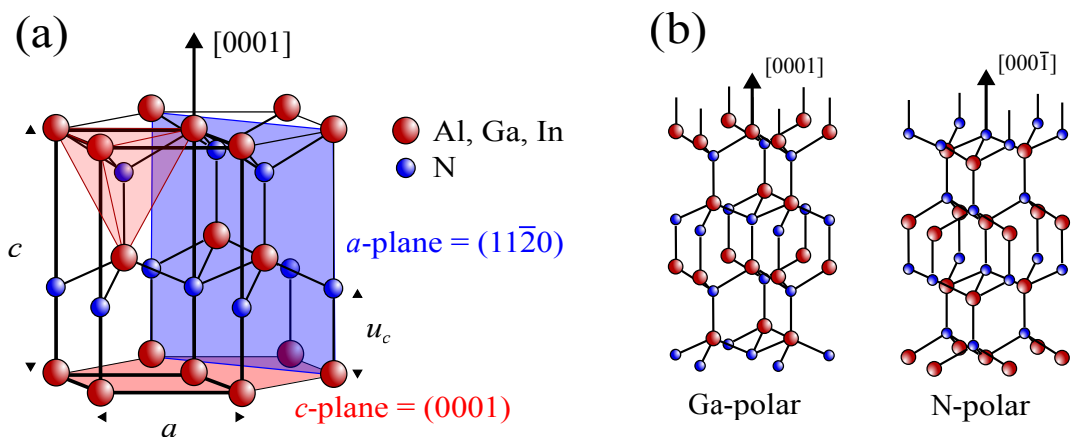 (a)
[0001]
Al, Ga, In
N
c
a-plane = (112̄0)
u_c
c-plane = (0001)
a
(b)
[0001]
[0001̄]
Ga-polar
N-polar